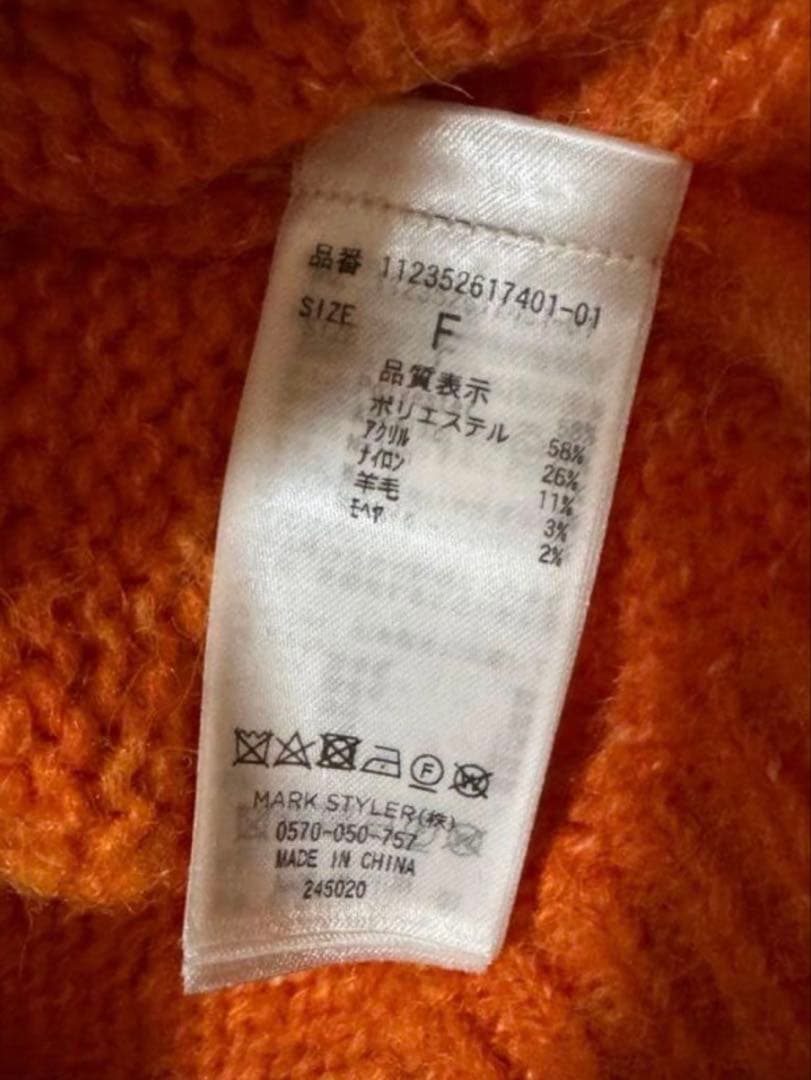 品番 112352617401-01
SIZE F
品質表示
ポリエステル 58%
アクリル 26%
ナイロン 11%
羊毛 3%
モヘヤ 2%
F W
MARK STYLER(株)
0570-050-757
MADE IN CHINA
245020